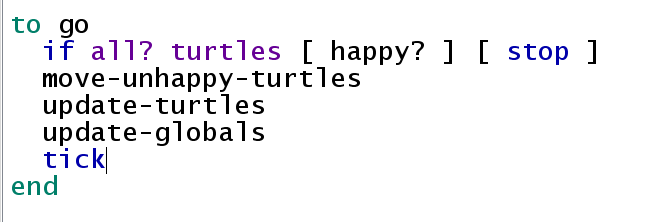 to go
  if all? turtles [ happy? ] [ stop ]
  move-unhappy-turtles
  update-turtles
  update-globals
  tick
end